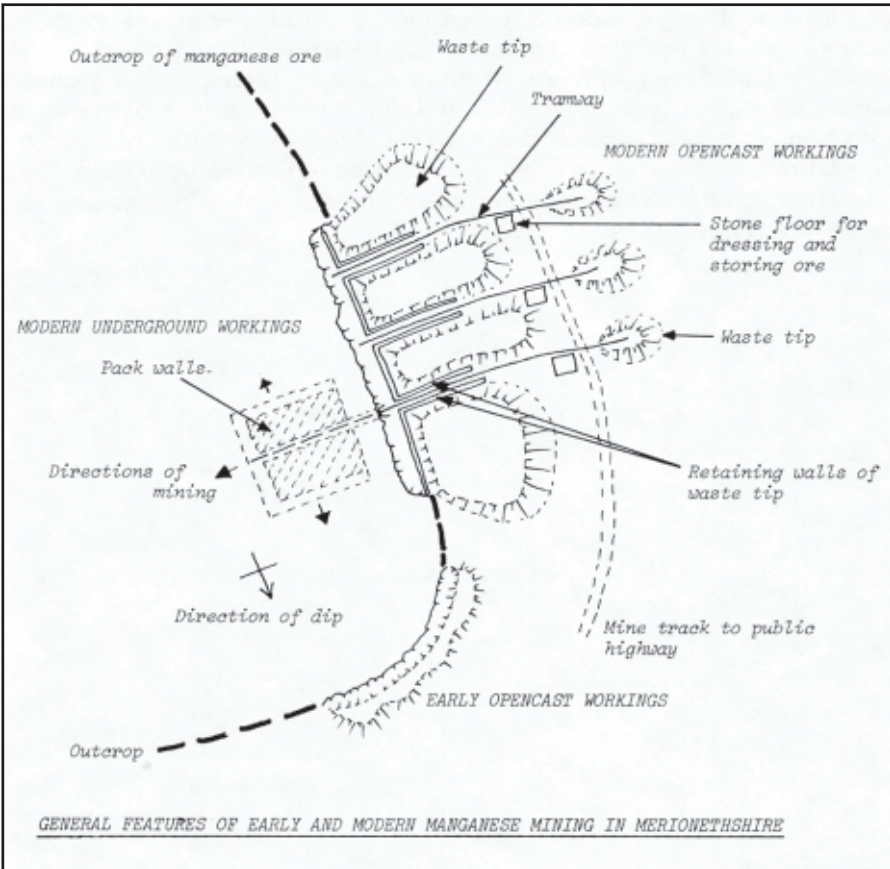 Outcrop of manganese ore
Waste tip
Tramway
MODERN OPENCAST WORKINGS
Stone floor for
dressing and
storing ore
MODERN UNDERGROUND WORKINGS
Waste tip
Pack walls.
Directions of
mining
Retaining walls of
waste tip
Direction of dip
Mine track to public
highway
EARLY OPENCAST WORKINGS
Outcrop
GENERAL FEATURES OF EARLY AND MODERN MANGANESE MINING IN MERIONETHSHIRE